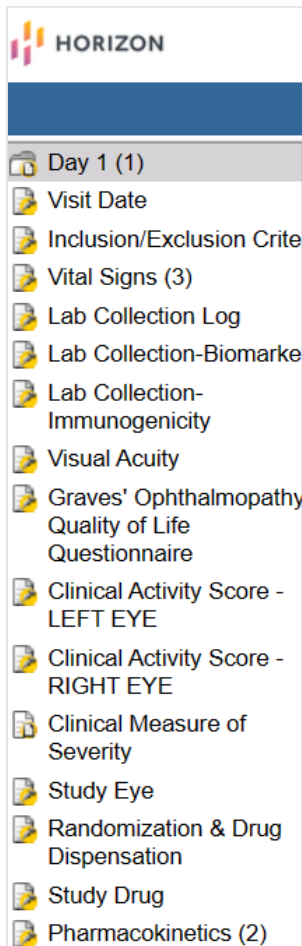 HORIZON
Day 1 (1)
Visit Date
Inclusion/Exclusion Crite
Vital Signs (3)
Lab Collection Log
Lab Collection-Biomarke
Lab Collection-
Immunogenicity
Visual Acuity
Graves' Ophthalmopathy
Quality of Life
Questionnaire
Clinical Activity Score -
LEFT EYE
Clinical Activity Score -
RIGHT EYE
Clinical Measure of
Severity
Study Eye
Randomization & Drug
Dispensation
Study Drug
Pharmacokinetics (2)